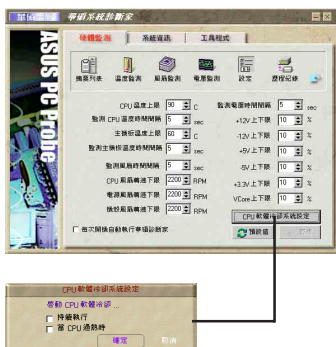 華碩系統診斷家
硬體監測 系統資訊 工具程式
ASUS PC Probe
摘要列表 溫度監測 風扇監測 電壓監測 設定 歷程紀錄
CPU 溫度上限 90 C 監測電壓時間間隔 5 sec
監測 CPU 溫度時間間隔 5 sec +12V 上下限 10 %
主機板溫度上限 60 C -12V 上下限 10 %
監測主機板溫度時間間隔 5 sec +5V 上下限 10 %
監測風扇時間間隔 5 sec -5V 上下限 10 %
CPU 風扇轉速下限 2200 RPM +3.3V 上下限 10 %
電源風扇轉速下限 2200 RPM VCore 上下限 10 %
機殼風扇轉速下限 2200 RPM CPU 軟體冷卻系統設定
每次開機自動執行華碩診斷家 預設值
CPU 軟體冷卻系統設定
啟動 CPU 軟體冷卻 ...
持續執行
當 CPU 過熱時
確定 取消